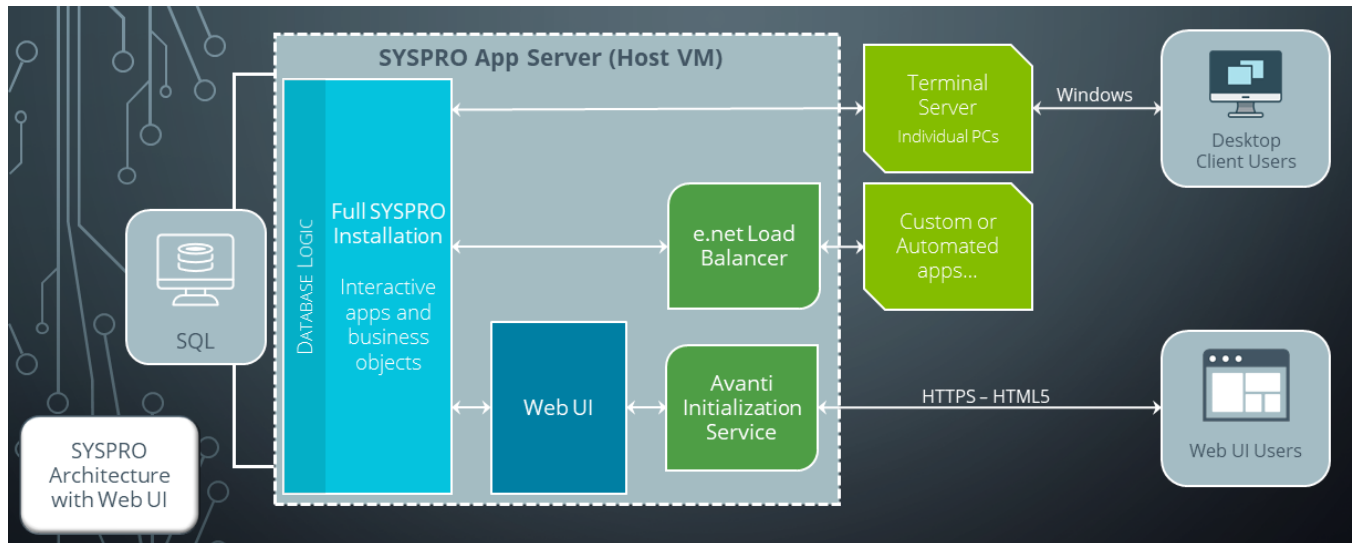 SYSPRO App Server (Host VM)
DATABASE LOGIC
Full SYSPRO
Installation
Interactive
apps and
business
objects
Terminal
Server
Individual PCs
Windows
Desktop
Client Users
e.net Load
Balancer
Custom or
Automated
apps...
SQL
Web UI
Avanti
Initialization
Service
HTTPS – HTML5
Web UI Users
SYSPRO
Architecture
with Web UI